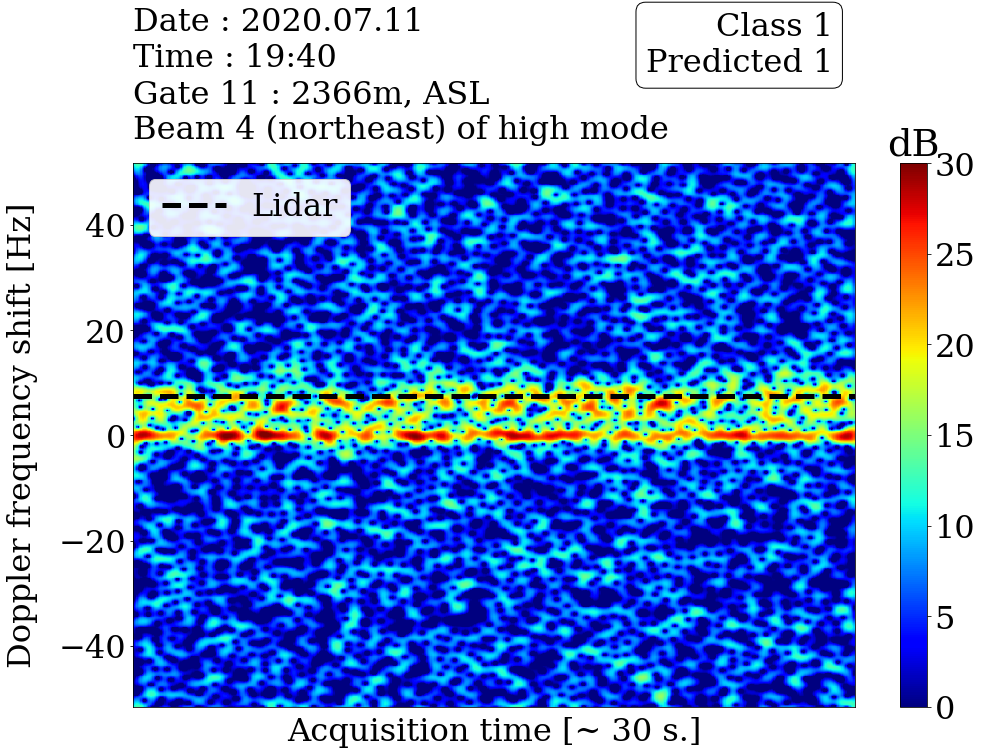 Date : 2020.07.11
Time : 19:40
Gate 11 : 2366m, ASL
Beam 4 (northeast) of high mode
Class 1
Predicted 1
dB
Lidar
Doppler frequency shift [Hz]
40
20
0
−20
−40
30
25
20
15
10
5
0
Acquisition time [~ 30 s.]